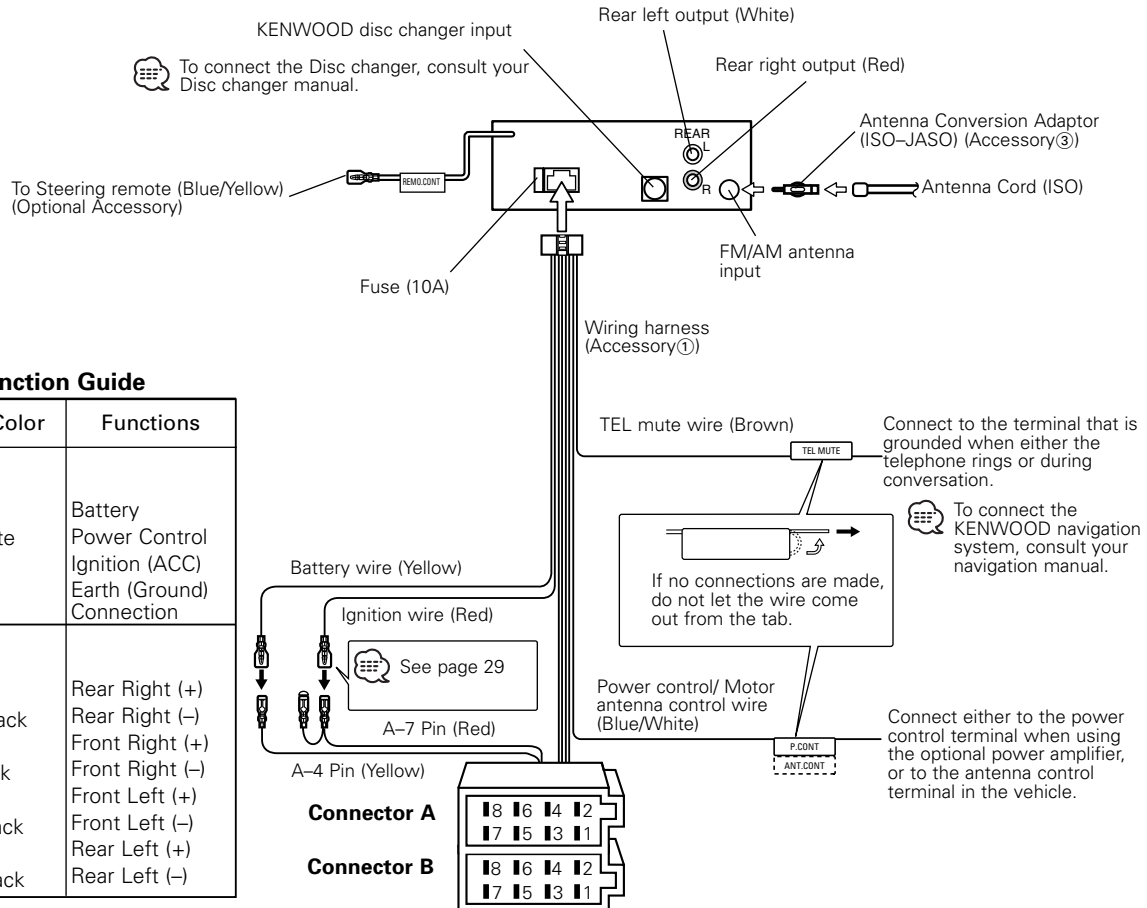 Rear left output (White)
KENWOOD disc changer input
To connect the Disc changer, consult your
Disc changer manual.
Rear right output (Red)
Antenna Conversion Adaptor
(ISO–JASO) (Accessory③)
REAR
L
R
REMO.CONT
To Steering remote (Blue/Yellow)
(Optional Accessory)
Antenna Cord (ISO)
FM/AM antenna
input
Fuse (10A)
Wiring harness
(Accessory①)
Guide
Functions
Battery
Power Control
Ignition (ACC)
Earth (Ground)
Connection
Rear Right (+)
Rear Right (–)
Front Right (+)
Front Right (–)
Front Left (+)
Front Left (–)
Rear Left (+)
Rear Left (–)
TEL mute wire (Brown)
TEL MUTE
Connect to the terminal that is
grounded when either the
telephone rings or during
conversation.
To connect the
KENWOOD navigation
system, consult your
navigation manual.
If no connections are made,
do not let the wire come
out from the tab.
Battery wire (Yellow)
Ignition wire (Red)
See page 29
A–7 Pin (Red)
A–4 Pin (Yellow)
Power control/ Motor
antenna control wire
(Blue/White)
P.CONT
ANT.CONT
Connect either to the power
control terminal when using
the optional power amplifier,
or to the antenna control
terminal in the vehicle.
Connector A
8 6 4 2
7 5 3 1
Connector B
8 6 4 2
7 5 3 1